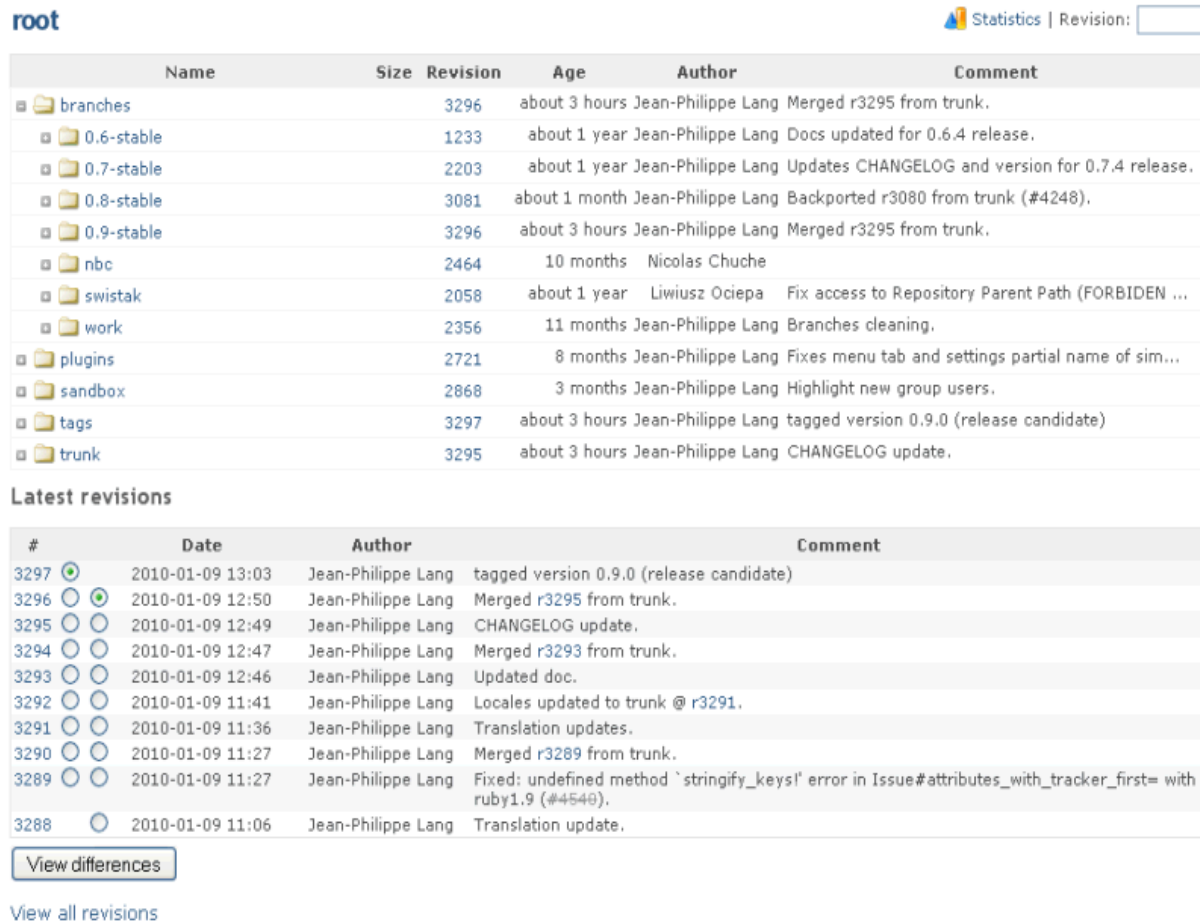 root
Statistics | Revision:
Name Size Revision Age Author Comment
branches 3296 about 3 hours Jean-Philippe Lang Merged r3295 from trunk.
0.6-stable 1233 about 1 year Jean-Philippe Lang Docs updated for 0.6.4 release.
0.7-stable 2203 about 1 year Jean-Philippe Lang Updates CHANGELOG and version for 0.7.4 release.
0.8-stable 3081 about 1 month Jean-Philippe Lang Backported r3080 from trunk (#4248).
0.9-stable 3296 about 3 hours Jean-Philippe Lang Merged r3295 from trunk.
nbc 2464 10 months Nicolas Chuche
swistak 2058 about 1 year Liwiusz Ociepa Fix access to Repository Parent Path (FORBIDEN ...
work 2356 11 months Jean-Philippe Lang Branches cleaning.
plugins 2721 8 months Jean-Philippe Lang Fixes menu tab and settings partial name of sim...
sandbox 2868 3 months Jean-Philippe Lang Highlight new group users.
tags 3297 about 3 hours Jean-Philippe Lang tagged version 0.9.0 (release candidate)
trunk 3295 about 3 hours Jean-Philippe Lang CHANGELOG update.
Latest revisions
# Date Author Comment
3297 2010-01-09 13:03 Jean-Philippe Lang tagged version 0.9.0 (release candidate)
3296 2010-01-09 12:50 Jean-Philippe Lang Merged r3295 from trunk.
3295 2010-01-09 12:49 Jean-Philippe Lang CHANGELOG update.
3294 2010-01-09 12:47 Jean-Philippe Lang Merged r3293 from trunk.
3293 2010-01-09 12:46 Jean-Philippe Lang Updated doc.
3292 2010-01-09 11:41 Jean-Philippe Lang Locales updated to trunk @ r3291.
3291 2010-01-09 11:36 Jean-Philippe Lang Translation updates.
3290 2010-01-09 11:27 Jean-Philippe Lang Merged r3289 from trunk.
3289 2010-01-09 11:27 Jean-Philippe Lang Fixed: undefined method `stringify_keys!' error in Issue#attributes_with_tracker_first= with
ruby1.9 (#4540).
3288 2010-01-09 11:06 Jean-Philippe Lang Translation update.
View differences
View all revisions